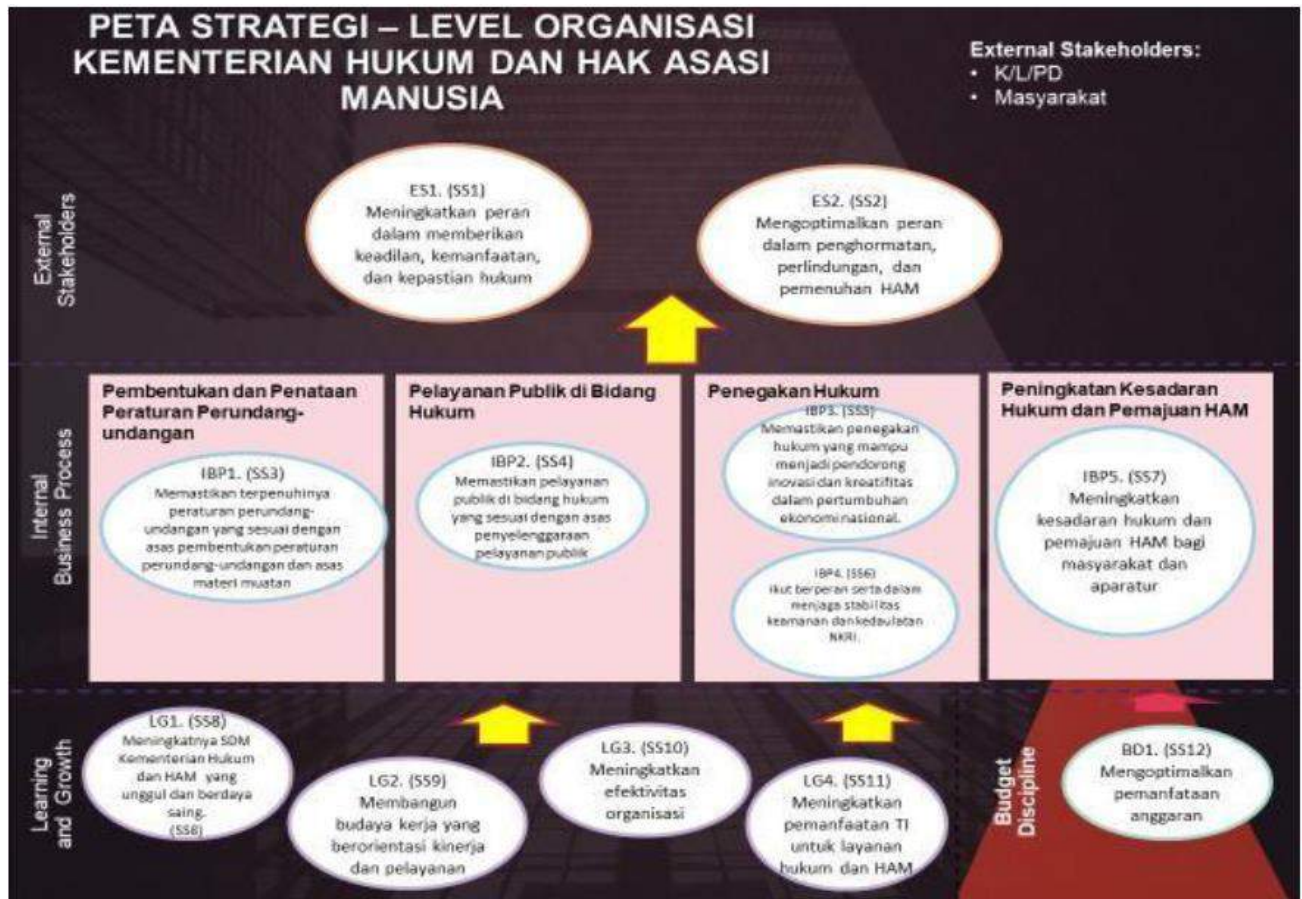 PETA STRATEGI – LEVEL ORGANISASI
KEMENTERIAN HUKUM DAN HAK ASASI
MANUSIA
External Stakeholders:
• K/L/PD
• Masyarakat
External
Stakeholders
ES1. (SS1)
Meningkatkan peran
dalam memberikan
keadilan, kemanfaatan,
dan kepastian hukum
ES2. (SS2)
Mengoptimalkan peran
dalam penghormatan,
perlindungan, dan
pemenuhan HAM
Internal
Business Process
Pembentukan dan Penataan
Peraturan Perundang-
undangan
IBP1. (SS3)
Memastikan terpenuhinya
peraturan perundang-
undangan yang sesuai dengan
asas pembentukan peraturan
perundang-undangan dan asas
materi muatan
Pelayanan Publik di Bidang
Hukum
IBP2. (SS4)
Memastikan pelayanan
publik di bidang hukum
yang sesuai dengan asas
penyelenggaraan
pelayanan publik
Penegakan Hukum
IBP3. (SS5)
Memastikan penegakan
hukum yang mampu
menjadi pendorong
inovasi dan kreatifitas
dalam pertumbuhan
ekonomi nasional.
IBP4. (SS6)
Ikut berperan serta dalam
menjaga stabilitas
keamanan dan kedaulatan
NKRI.
Peningkatan Kesadaran
Hukum dan Pemajuan HAM
IBP5. (SS7)
Meningkatkan
kesadaran hukum dan
pemajuan HAM bagi
masyarakat dan
aparatur
Learning
and Growth
LG1. (SS8)
Meningkatnya SDM
Kementerian Hukum
dan HAM yang
unggul dan berdaya
saing.
(SS8)
LG2. (SS9)
Membangun
budaya kerja yang
berorientasi kinerja
dan pelayanan
LG3. (SS10)
Meningkatkan
efektivitas
organisasi
LG4. (SS11)
Meningkatkan
pemanfaatan TI
untuk layanan
hukum dan HAM
Budget
Discipline
BD1. (SS12)
Mengoptimalkan
pemanfataan
anggaran